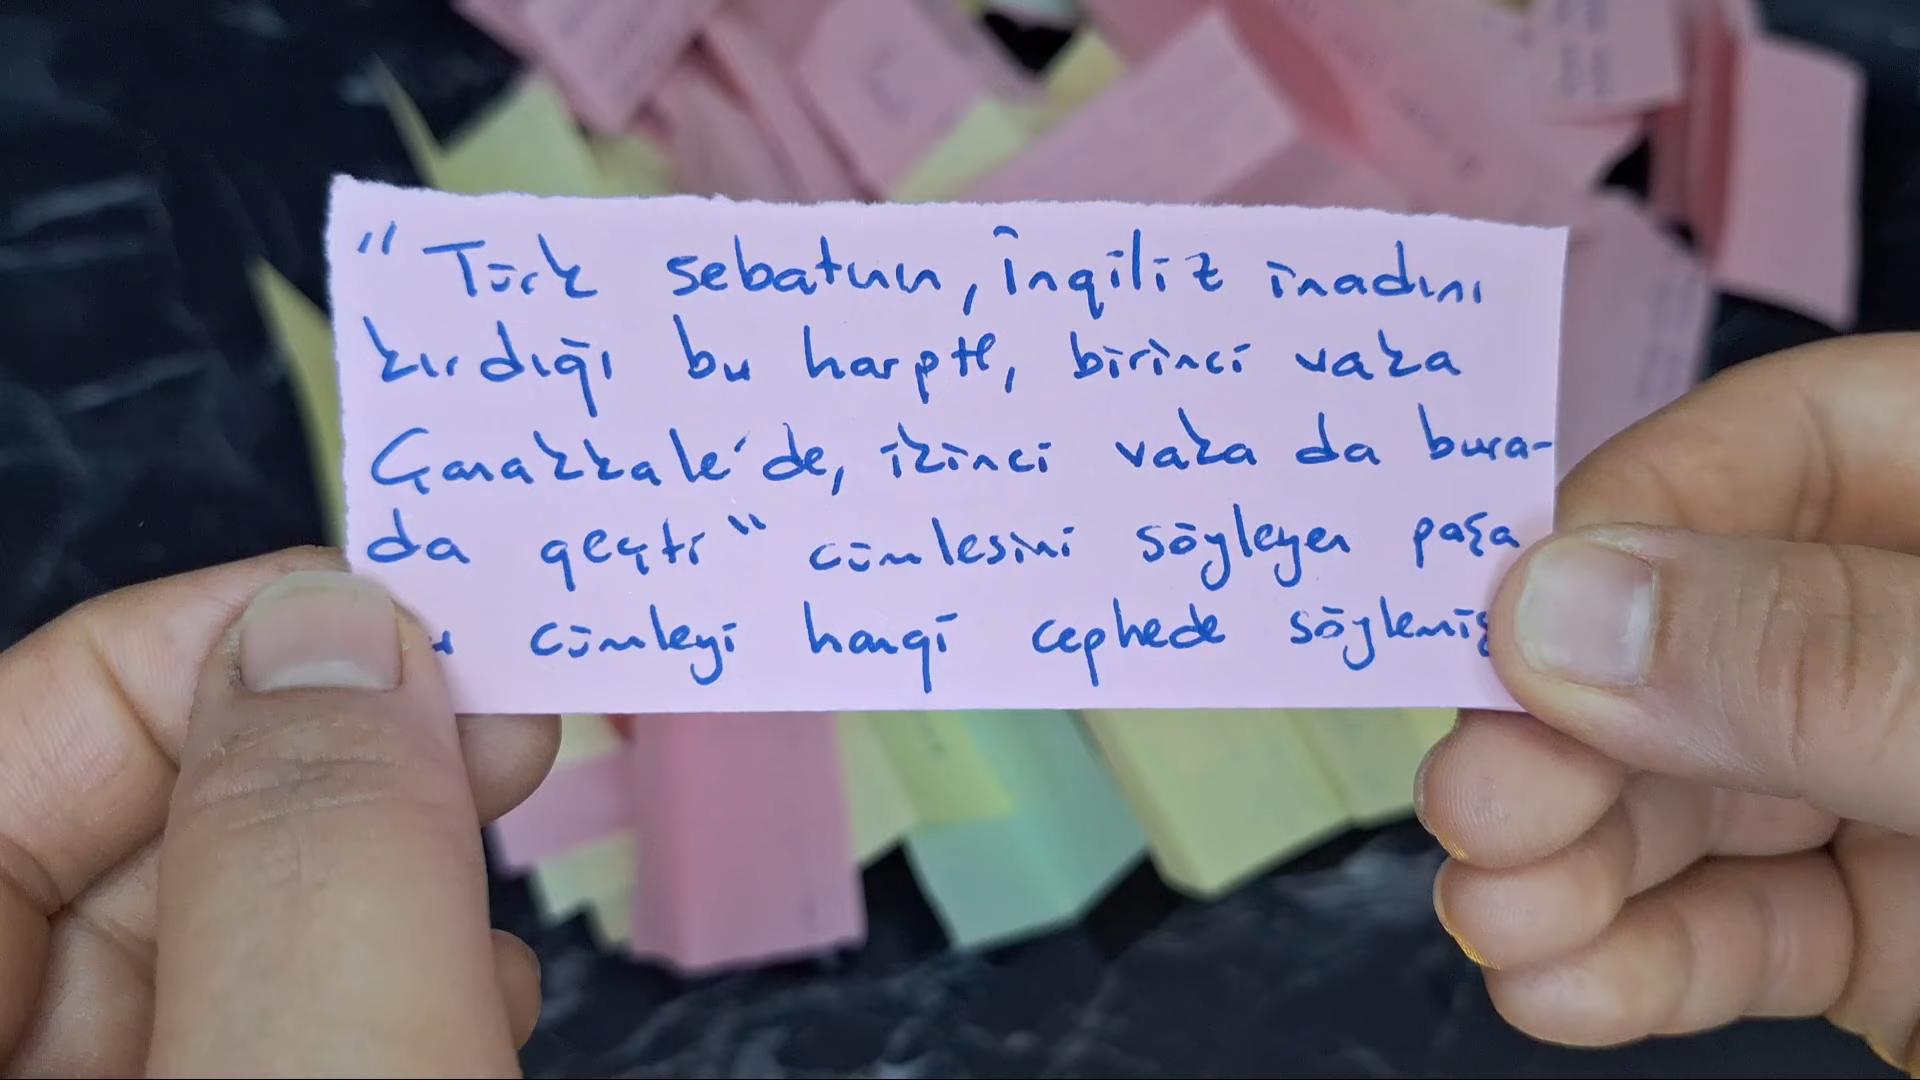 "Türk sebatının, İngiliz inadını
kırdığı bu harpte, birinci vaka
Çanakkale'de, ikinci vaka da bura-
da geçti" cümlesini söyleyen paşa
cümleyi hangi cephede söylemiş